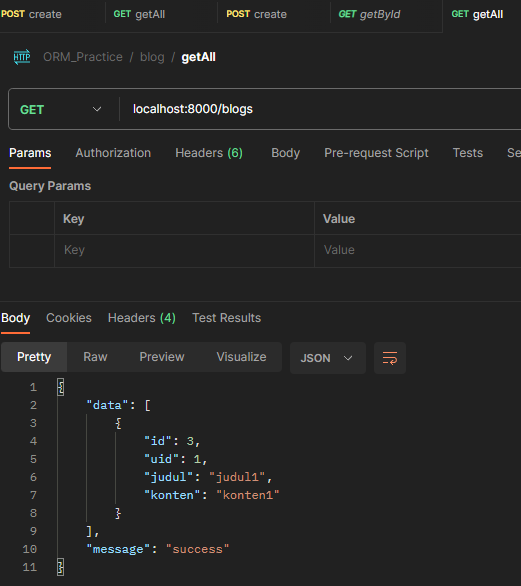 POST create GET getAll POST create GET getById GET getAll
HTTP ORM_Practice / blog / getAll
GET localhost:8000/blogs
Params Authorization Headers (6) Body Pre-request Script Tests Se
Query Params
Key Value
Key Value
Body Cookies Headers (4) Test Results
Pretty Raw Preview Visualize JSON
1 {
2 "data": [
3 {
4 "id": 3,
5 "uid": 1,
6 "judul": "judul1",
7 "konten": "konten1"
8 }
9 ],
10 "message": "success"
11 }